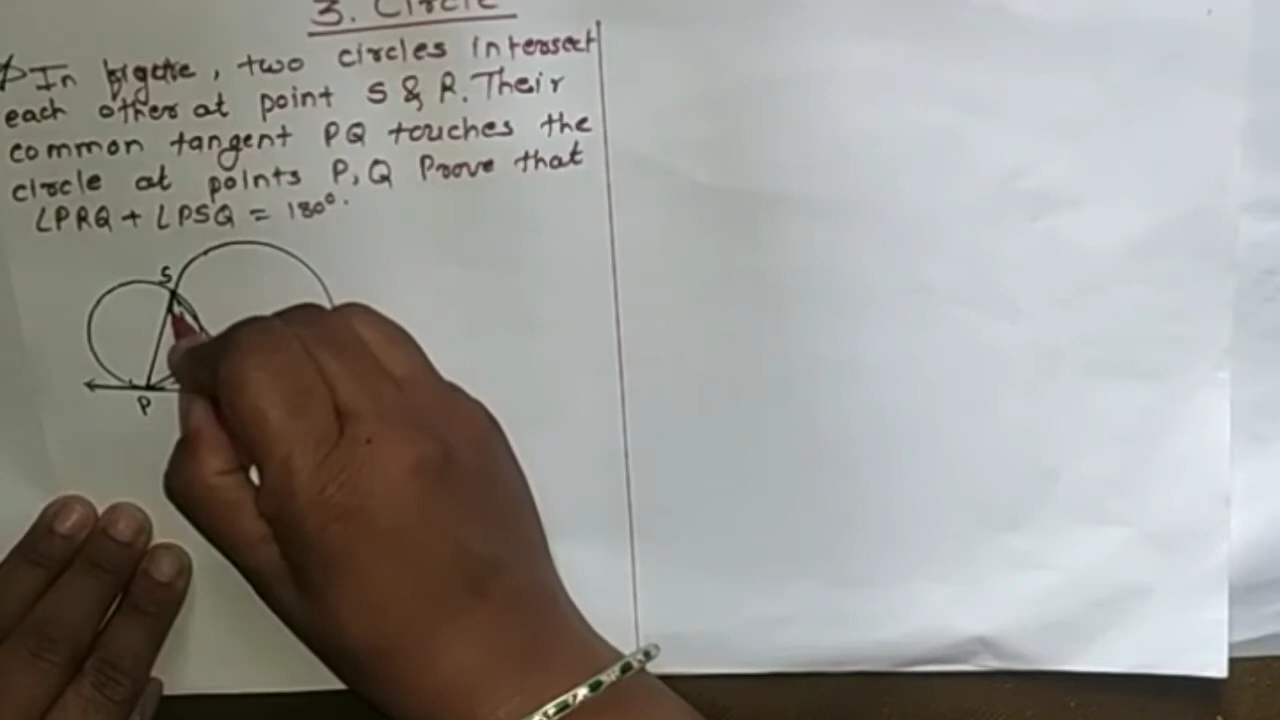 3. Circle
In figure, two circles intersect
each other at point S & R. Their
common tangent PQ touches the
circle at points P, Q Prove that
∠PRQ + ∠PSQ = 180°.
S
P